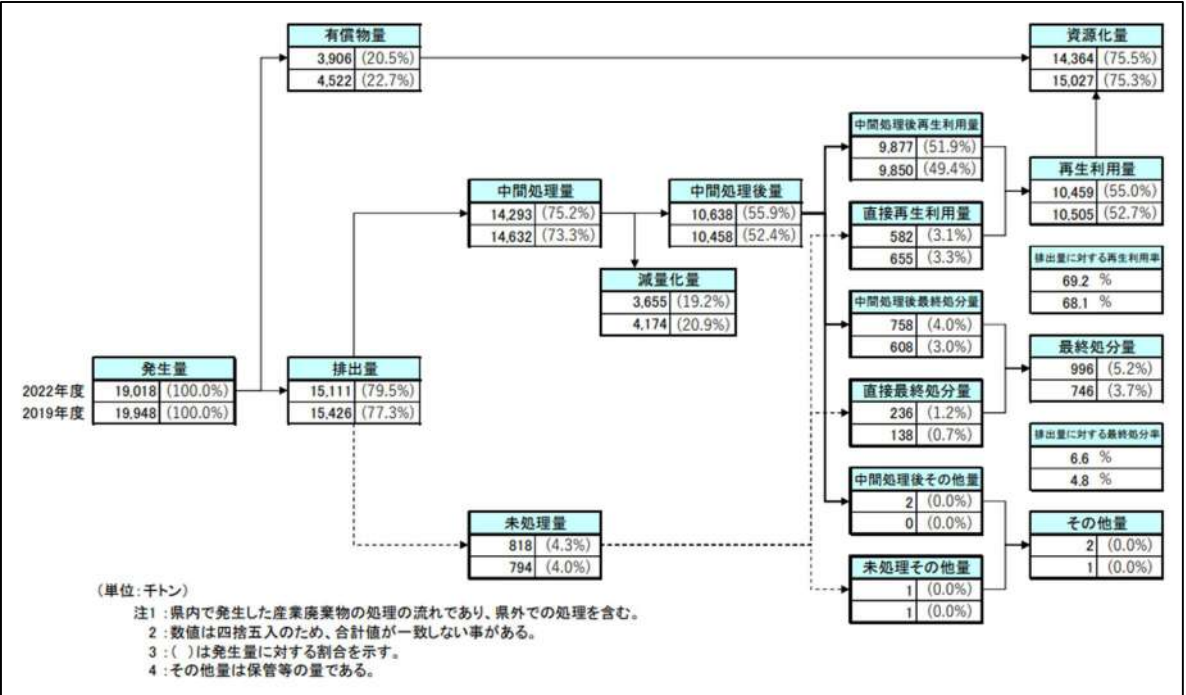 有償物量
3,906 (20.5%)
4,522 (22.7%)
資源化量
14,364 (75.5%)
15,027 (75.3%)
中間処理後再生利用量
9,877 (51.9%)
9,850 (49.4%)
再生利用量
10,459 (55.0%)
10,505 (52.7%)
中間処理量
14,293 (75.2%)
14,632 (73.3%)
中間処理後量
10,638 (55.9%)
10,458 (52.4%)
直接再生利用量
582 (3.1%)
655 (3.3%)
排出量に対する再生利用率
69.2 %
68.1 %
減量化量
3,655 (19.2%)
4,174 (20.9%)
中間処理後最終処分量
758 (4.0%)
608 (3.0%)
最終処分量
996 (5.2%)
746 (3.7%)
発生量
2022年度 19,018 (100.0%)
2019年度 19,948 (100.0%)
排出量
15,111 (79.5%)
15,426 (77.3%)
直接最終処分量
236 (1.2%)
138 (0.7%)
排出量に対する最終処分率
6.6 %
4.8 %
中間処理後その他量
2 (0.0%)
0 (0.0%)
未処理量
818 (4.3%)
794 (4.0%)
その他量
2 (0.0%)
1 (0.0%)
未処理その他量
1 (0.0%)
1 (0.0%)
(単位:千トン)
注1:県内で発生した産業廃棄物の処理の流れであり、県外での処理を含む。
2:数値は四捨五入のため、合計値が一致しない事がある。
3:( )は発生量に対する割合を示す。
4:その他量は保管等の量である。